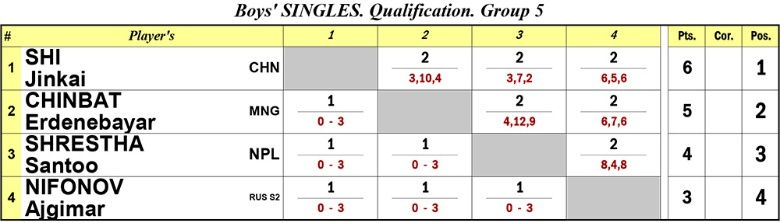 Boys' SINGLES. Qualification. Group 5
# Player's 1 2 3 4 Pts. Cor. Pos.
1 SHI Jinkai CHN 2 2 2 6 1
3,10,4 3,7,2 6,5,6
2 CHINBAT Erdenebayar MNG 1 2 2 5 2
0 - 3 4,12,9 6,7,6
3 SHRESTHA Santoo NPL 1 1 2 4 3
0 - 3 0 - 3 8,4,8
4 NIFONOV Ajgimar RUS S2 1 1 1 3 4
0 - 3 0 - 3 0 - 3